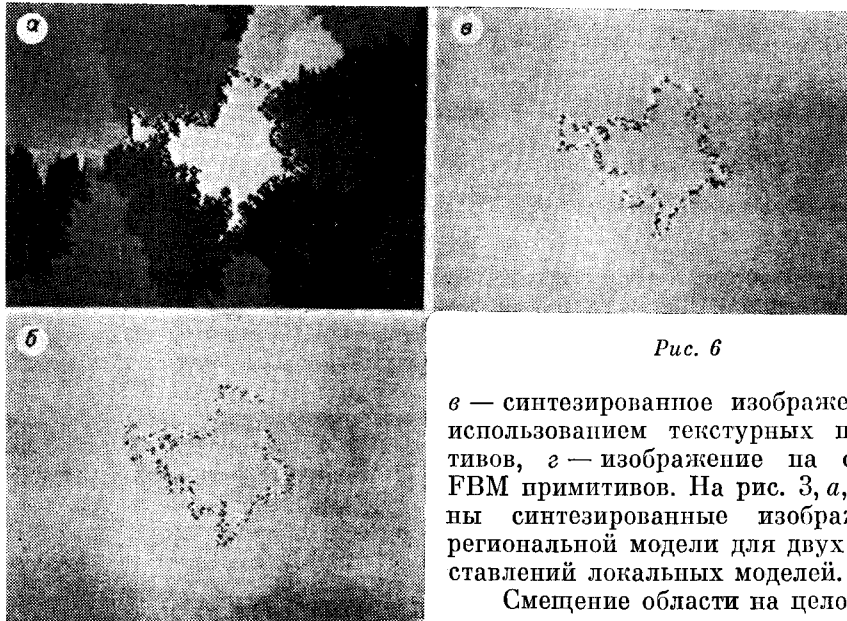 а
в
б
Рис. 6
в — синтезированное изображе
использованием текстурных п
тивов, г — изображение на о
FBM примитивов. На рис. 3, а,
ны синтезированные изобра
региональной модели для двух
ставлений локальных моделей.
Смещение области на цело